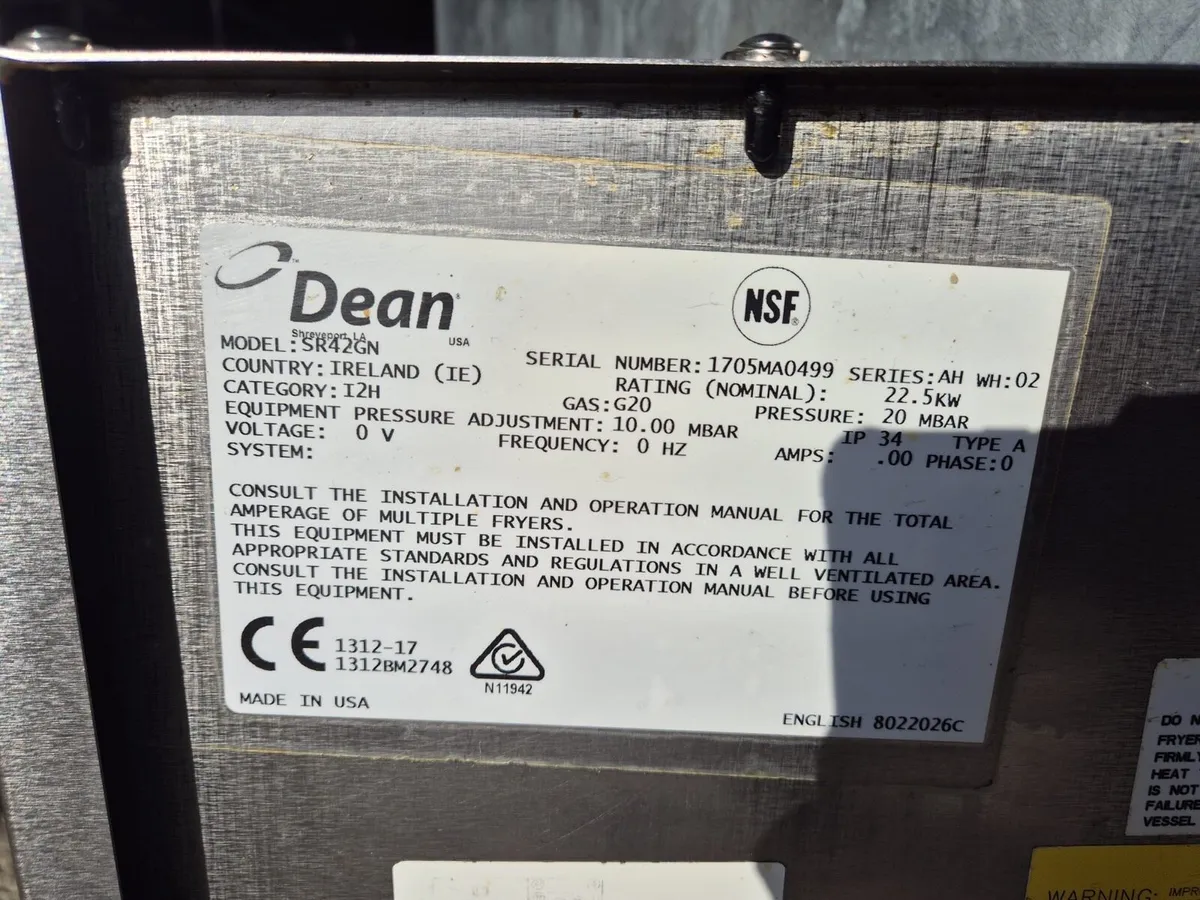 Dean
Shreveport, LA USA
MODEL: SR42GN SERIAL NUMBER: 1705MA0499 SERIES: AH WH: 02
COUNTRY: IRELAND (IE) RATING (NOMINAL): 22.5KW
CATEGORY: I2H GAS: G20 PRESSURE: 20 MBAR
EQUIPMENT PRESSURE ADJUSTMENT: 10.00 MBAR IP 34 TYPE A
VOLTAGE: 0 V FREQUENCY: 0 HZ AMPS: .00 PHASE: 0
SYSTEM:
CONSULT THE INSTALLATION AND OPERATION MANUAL FOR THE TOTAL
AMPERAGE OF MULTIPLE FRYERS.
THIS EQUIPMENT MUST BE INSTALLED IN ACCORDANCE WITH ALL
APPROPRIATE STANDARDS AND REGULATIONS IN A WELL VENTILATED AREA.
CONSULT THE INSTALLATION AND OPERATION MANUAL BEFORE USING
THIS EQUIPMENT.
NSF
CE 1312-17
1312BM2748
N11942
MADE IN USA
ENGLISH 8022026C
DO
FRYER
HEAT
IS NOT
FAILURE
VESSEL
WARNING: